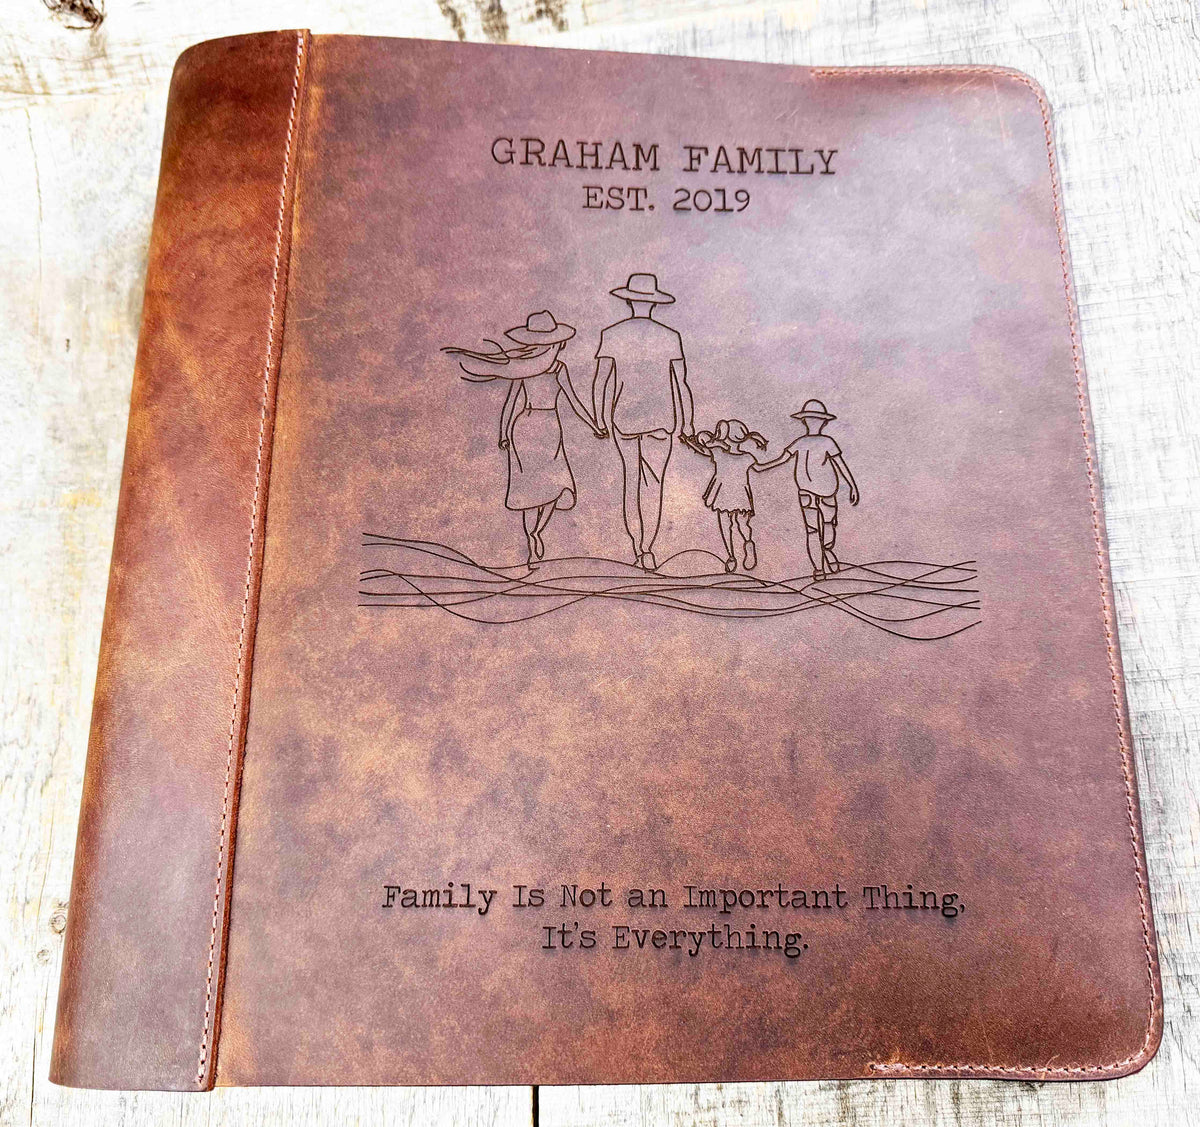 GRAHAM FAMILY
EST. 2019
Family Is Not an Important Thing,
It's Everything.